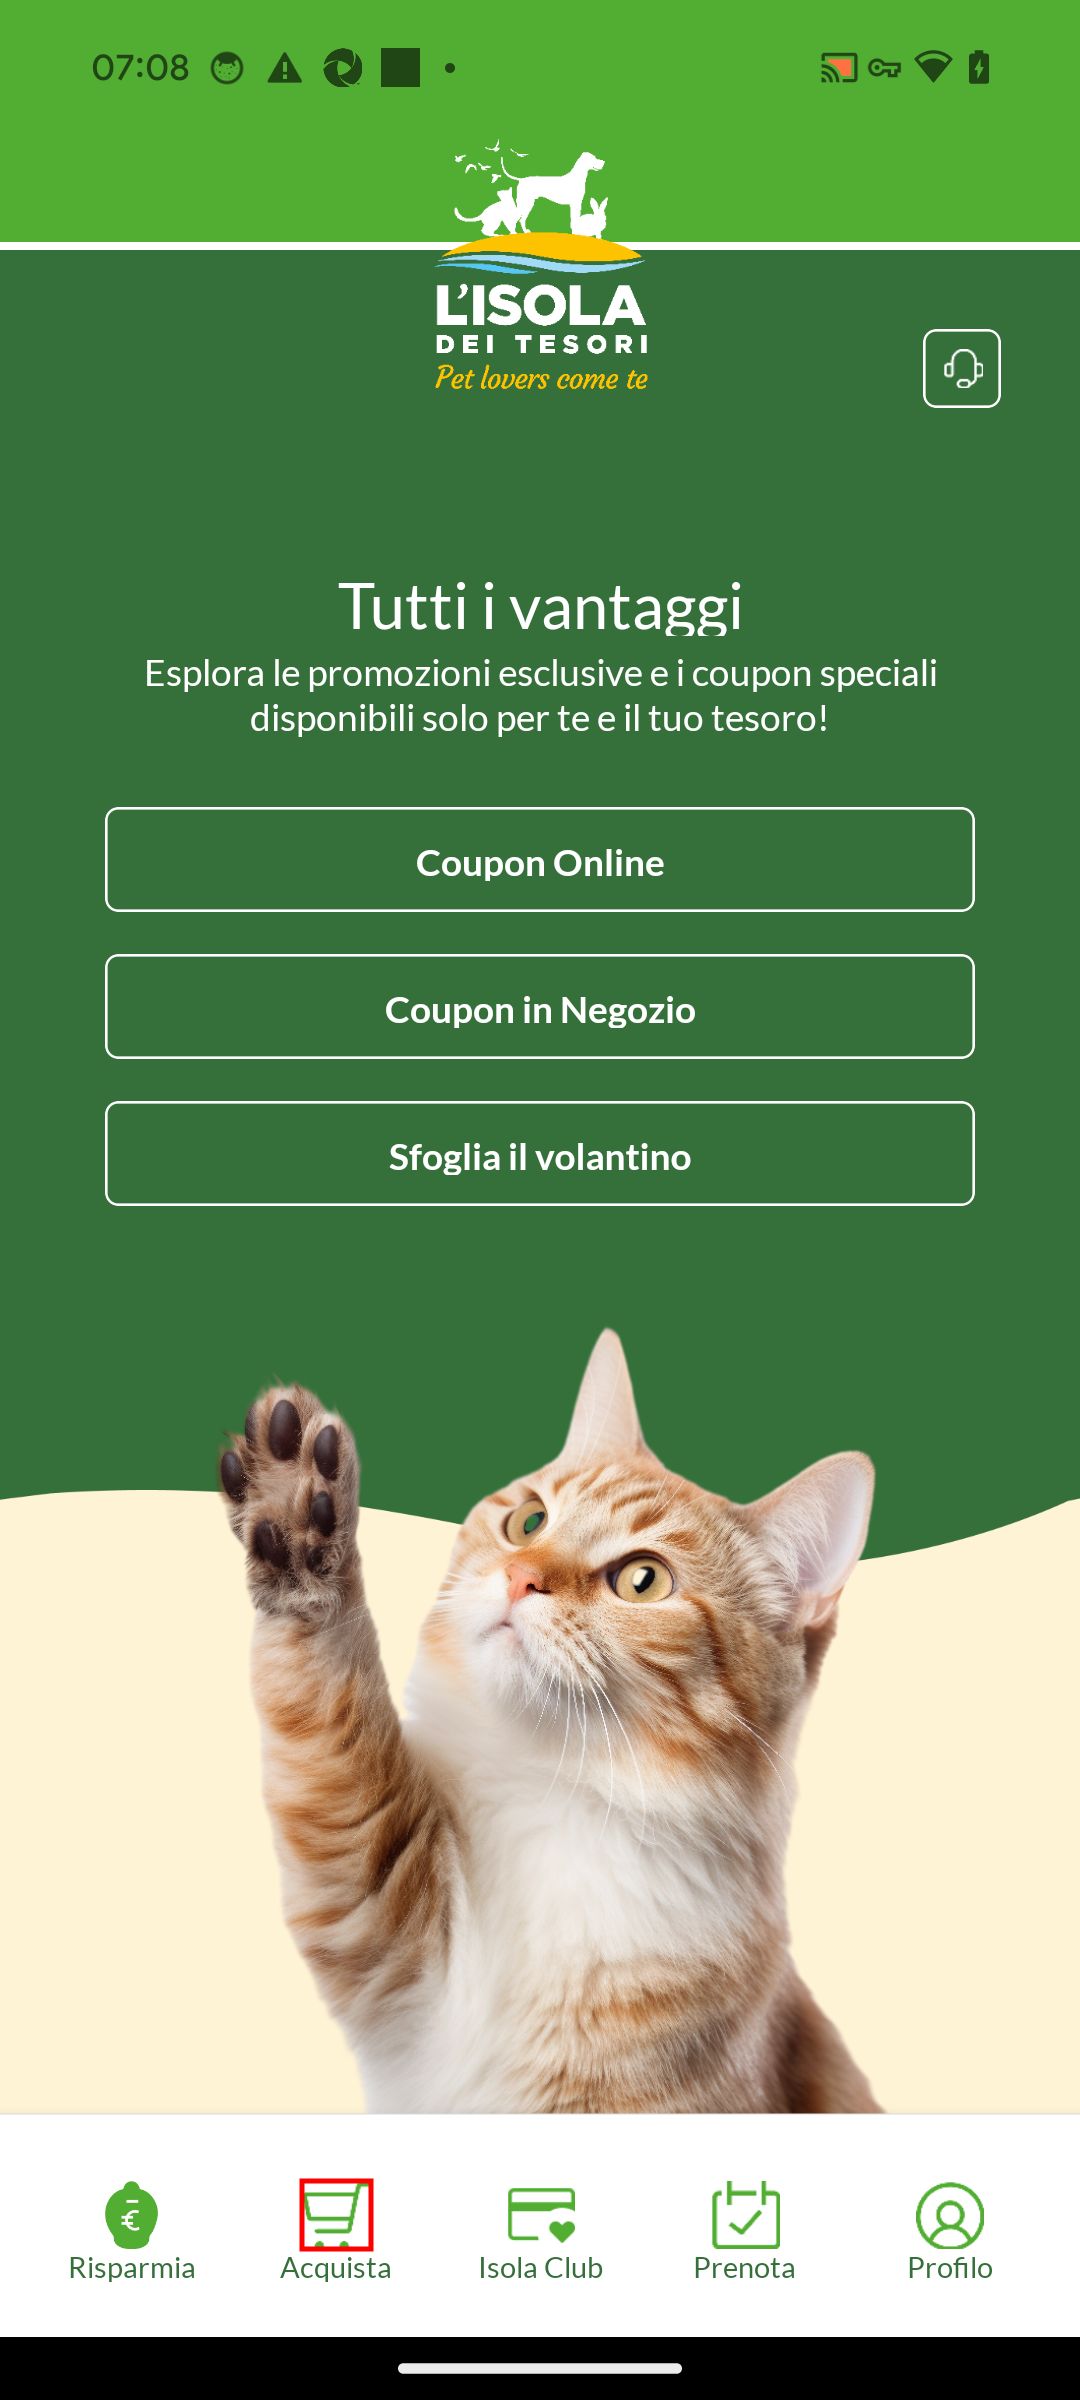 07:08
L'ISOLA
DEI TESORI
Pet lovers come te
Tutti i vantaggi
Esplora le promozioni esclusive e i coupon speciali
disponibili solo per te e il tuo tesoro!
Coupon Online
Coupon in Negozio
Sfoglia il volantino
€
Risparmia Acquista Isola Club Prenota Profilo